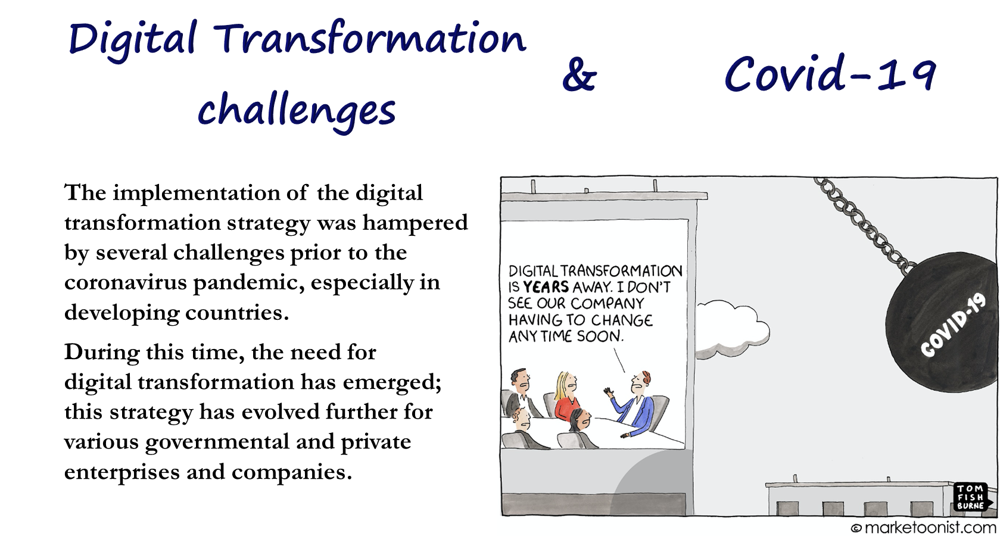 Digital Transformation
challenges
&
Covid-19
The implementation of the digital
transformation strategy was hampered
by several challenges prior to the
coronavirus pandemic, especially in
developing countries.
During this time, the need for
digital transformation has emerged;
this strategy has evolved further for
various governmental and private
enterprises and companies.
DIGITAL TRANSFORMATION
IS YEARS AWAY. I DON'T
SEE OUR COMPANY
HAVING TO CHANGE
ANY TIME SOON.
COVID-19
TOM
FISH
BURNE
© marketoonist.com